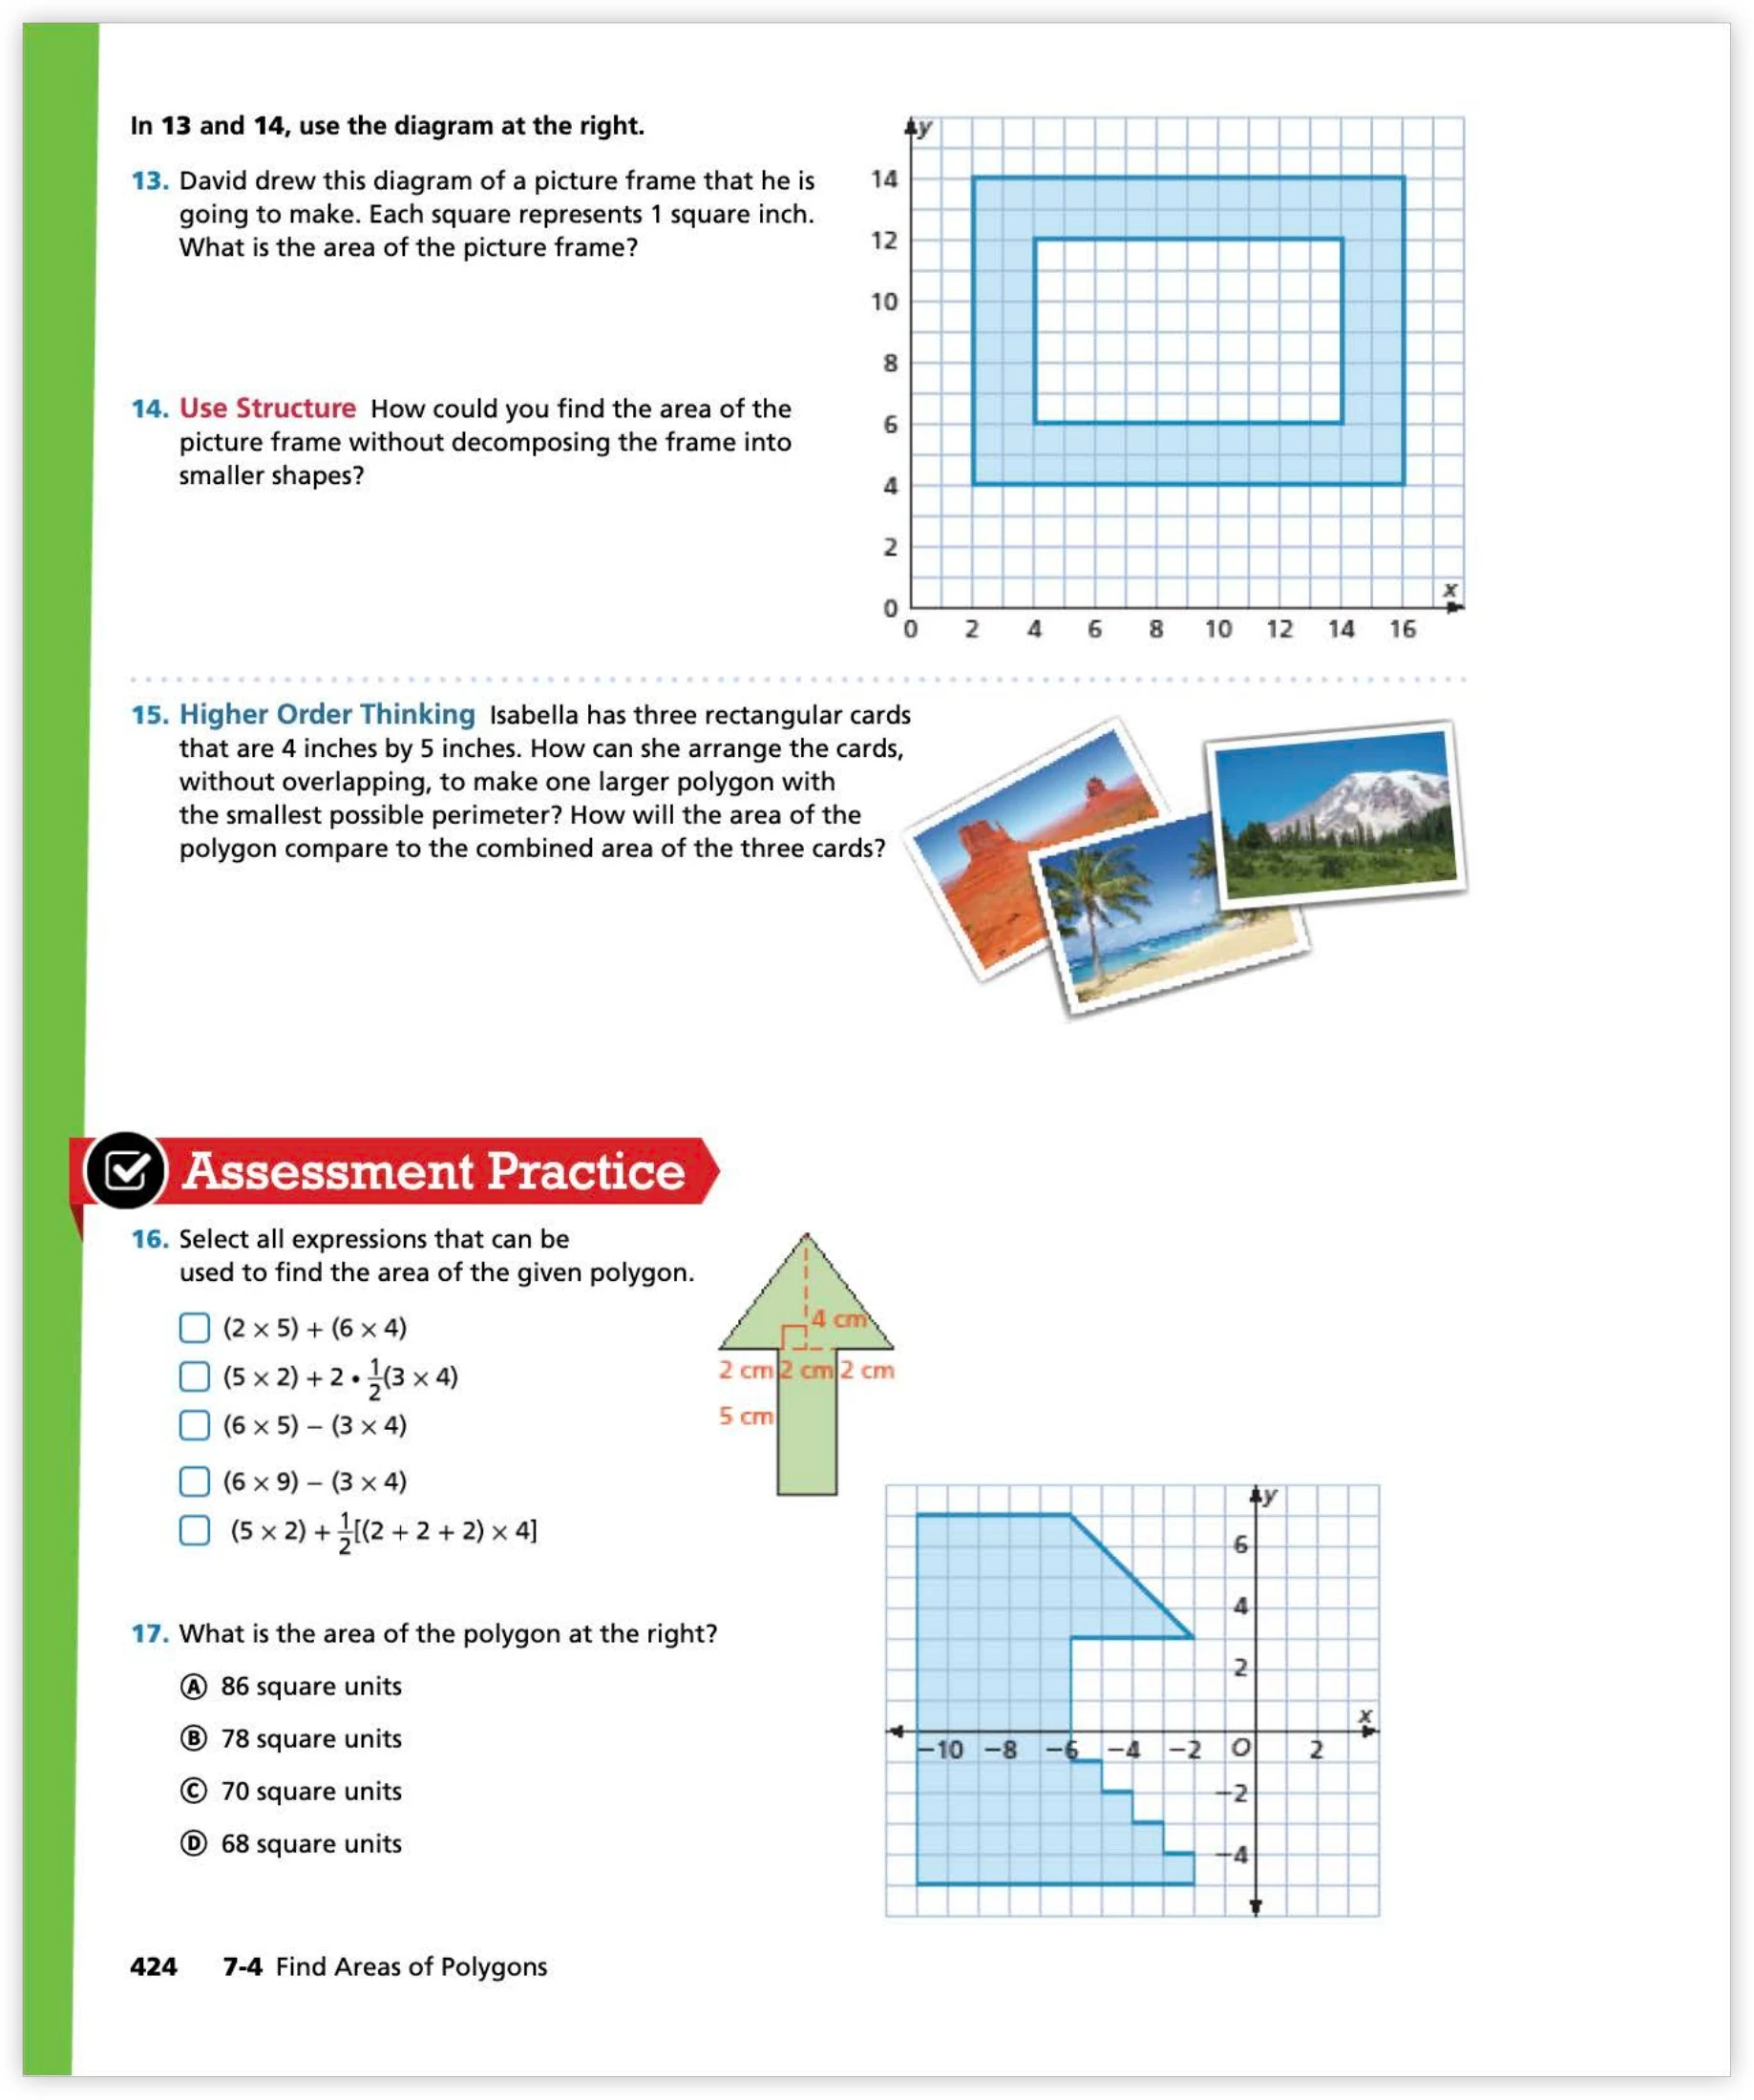 In 13 and 14, use the diagram at the right.
13. David drew this diagram of a picture frame that he is
going to make. Each square represents 1 square inch.
What is the area of the picture frame?
14. Use Structure How could you find the area of the
picture frame without decomposing the frame into
smaller shapes?
y
14
12
10
8
6
4
2
0
x
0 2 4 6 8 10 12 14 16
15. Higher Order Thinking Isabella has three rectangular cards
that are 4 inches by 5 inches. How can she arrange the cards,
without overlapping, to make one larger polygon with
the smallest possible perimeter? How will the area of the
polygon compare to the combined area of the three cards?
Assessment Practice
16. Select all expressions that can be
used to find the area of the given polygon.
(2 × 5) + (6 × 4)
(5 × 2) + 2 • 1/2(3 × 4)
(6 × 5) – (3 × 4)
(6 × 9) – (3 × 4)
(5 × 2) + 1/2[(2 + 2 + 2) × 4]
4 cm
2 cm 2 cm 2 cm
5 cm
17. What is the area of the polygon at the right?
Ⓐ 86 square units
Ⓑ 78 square units
Ⓒ 70 square units
Ⓓ 68 square units
y
6
4
2
x
−10 −8 −6 −4 −2 O 2
−2
−4
424 7-4 Find Areas of Polygons